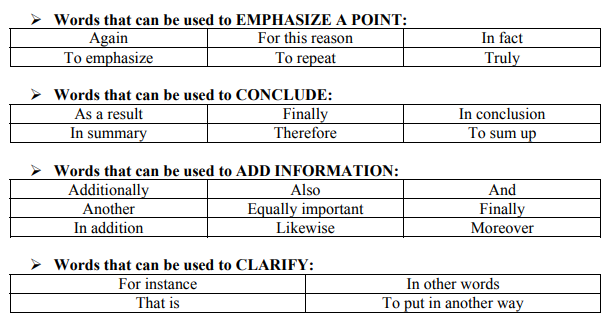 ➢ Words that can be used to EMPHASIZE A POINT:
Again For this reason In fact
To emphasize To repeat Truly
➢ Words that can be used to CONCLUDE:
As a result Finally In conclusion
In summary Therefore To sum up
➢ Words that can be used to ADD INFORMATION:
Additionally Also And
Another Equally important Finally
In addition Likewise Moreover
➢ Words that can be used to CLARIFY:
For instance In other words
That is To put in another way